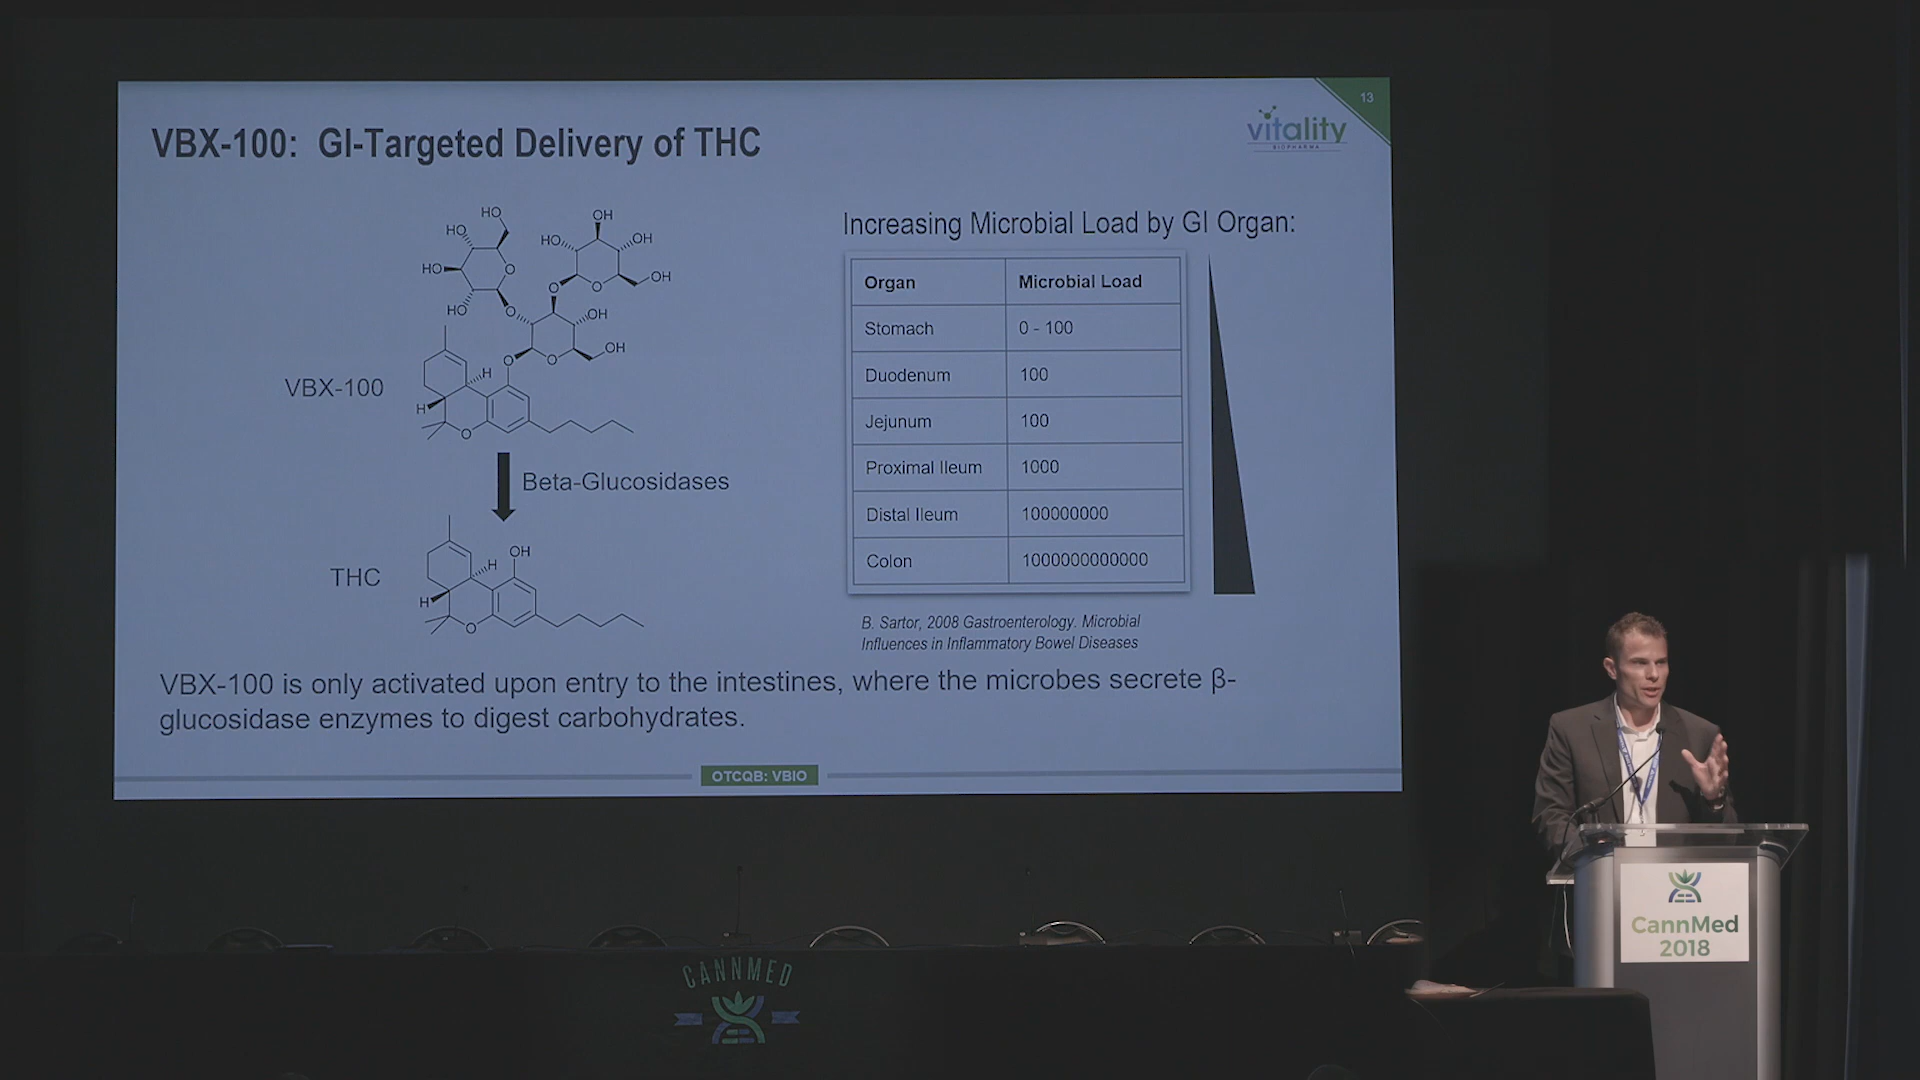 13
vitality
BIOPHARMA
VBX-100: GI-Targeted Delivery of THC
HO
OH
HO
HO
OH
HO
O
OH
O
O
HO
O
OH
OH
O
O
H
VBX-100
H
O
Beta-Glucosidases
OH
H
THC
H
O
Increasing Microbial Load by GI Organ:
Organ Microbial Load
Stomach 0 - 100
Duodenum 100
Jejunum 100
Proximal Ileum 1000
Distal Ileum 100000000
Colon 1000000000000
B. Sartor, 2008 Gastroenterology. Microbial
Influences in Inflammatory Bowel Diseases
VBX-100 is only activated upon entry to the intestines, where the microbes secrete β-
glucosidase enzymes to digest carbohydrates.
OTCQB: VBIO
CannMed
2018
CANNMED